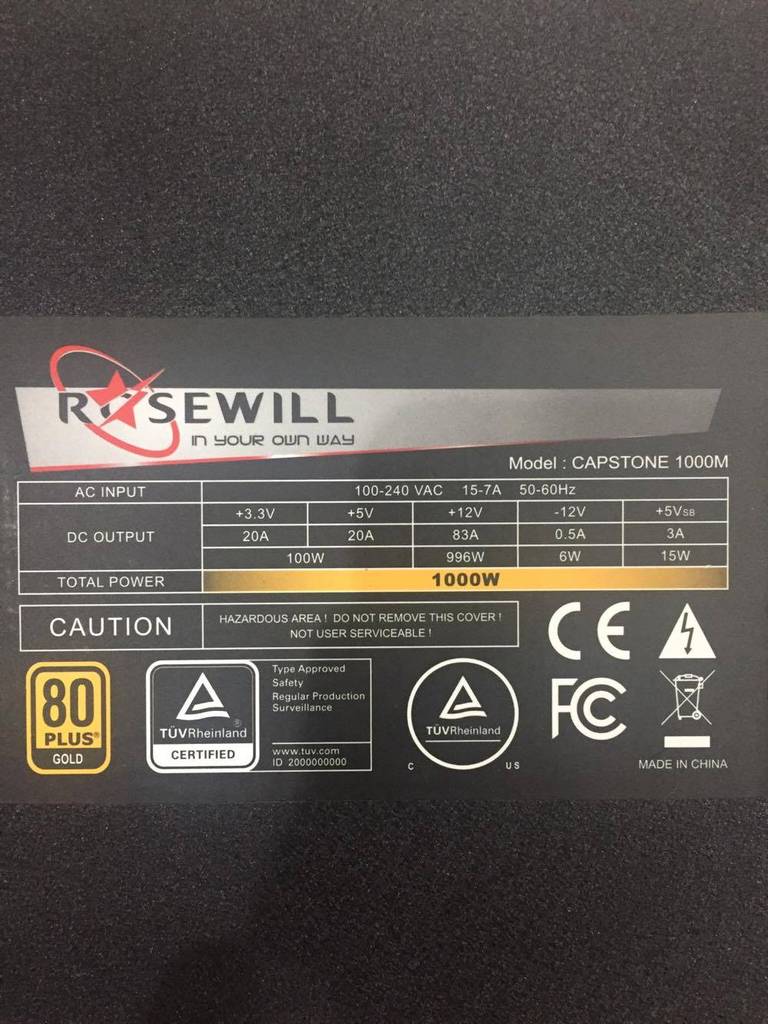 ROSEWILL
IN YOUR OWN WAY
Model : CAPSTONE 1000M
AC INPUT 100-240 VAC 15-7A 50-60Hz
DC OUTPUT +3.3V +5V +12V -12V +5VSB
20A 20A 83A 0.5A 3A
100W 996W 6W 15W
TOTAL POWER 1000W
CAUTION
HAZARDOUS AREA ! DO NOT REMOVE THIS COVER !
NOT USER SERVICEABLE !
CE
80
PLUS®
GOLD
TÜVRheinland®
CERTIFIED
Type Approved
Safety
Regular Production
Surveillance
www.tuv.com
ID 2000000000
TÜVRheinland
C US
FC
MADE IN CHINA